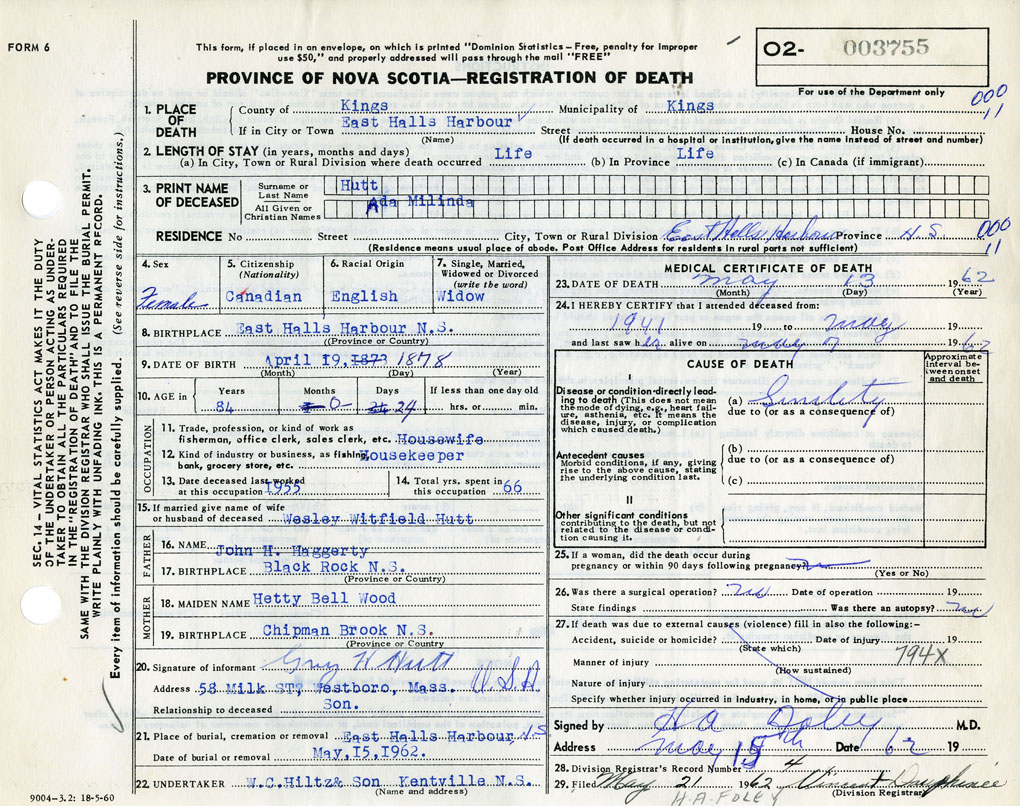 FORM 6
This form, if placed in an envelope, on which is printed "Dominion Statistics – Free, penalty for improper
use $50," and properly addressed will pass through the mail "FREE"
O2- 003755
PROVINCE OF NOVA SCOTIA—REGISTRATION OF DEATH
For use of the Department only
000
11
1. PLACE OF DEATH
County of Kings Municipality of Kings
If in City or Town East Halls Harbour Street House No.
(Name) (If death occurred in a hospital or institution, give the name instead of street and number)
2. LENGTH OF STAY (in years, months and days)
(a) In City, Town or Rural Division where death occurred Life (b) In Province Life (c) In Canada (if immigrant)
3. PRINT NAME OF DECEASED
Surname or Last Name Hutt
All Given or Christian Names Ada Milinda
RESIDENCE No Street City, Town or Rural Division East Halls Harbour Province N.S.
000
11
(Residence means usual place of abode. Post Office Address for residents in rural parts not sufficient)
4. Sex
Female
5. Citizenship
(Nationality)
Canadian
6. Racial Origin
English
7. Single, Married,
Widowed or Divorced
(write the word)
Widow
8. BIRTHPLACE East Halls Harbour N.S.
(Province or Country)
9. DATE OF BIRTH April 19, 1873 1878
(Month) (Day) (Year)
10. AGE in
Years
84
Months
0
Days
24
If less than one day old
hrs. or min.
OCCUPATION
11. Trade, profession, or kind of work as
fisherman, office clerk, sales clerk, etc. Housewife
12. Kind of industry or business, as fishing,
bank, grocery store, etc. Housekeeper
13. Date deceased last worked
at this occupation 1955
14. Total yrs. spent in
this occupation 66
15. If married give name of wife
or husband of deceased Wesley Witfield Hutt
FATHER
16. NAME John H. Haggerty
17. BIRTHPLACE Black Rock N.S.
(Province or Country)
MOTHER
18. MAIDEN NAME Hetty Bell Wood
19. BIRTHPLACE Chipman Brook N.S.
(Province or Country
20. Signature of informant Guy K Hutt
Address 58 Milk ST, Westboro, Mass. U S A
Relationship to deceased Son.
21. Place of burial, cremation or removal East Halls Harbour, N S
Date of burial or removal May, 15, 1962.
22. UNDERTAKER W.C.Hiltz& Son Kentville N.S.
(Name and address)
MEDICAL CERTIFICATE OF DEATH
23. DATE OF DEATH May 13 1962
(Month) (Day) (Year)
24. I HEREBY CERTIFY that I attended deceased from:
1941 19 to May 19
and last saw her alive on May 1962
CAUSE OF DEATH
Approximate
interval be-
tween onset
and death
I
Disease or condition directly lead-
ing to death (This does not mean
the mode of dying, e.g., heart fail-
ure, asthenia, etc. It means the
disease, injury, or complication
which caused death.)
(a) Senility
due to (or as a consequence of)
Antecedent causes
Morbid conditions, if any, giving
rise to the above cause, stating
the underlying condition last.
(b)
due to (or as a consequence of)
(c)
II
Other significant conditions
contributing to the death, but not
related to the disease or condi-
tion causing it.
25. If a woman, did the death occur during
pregnancy or within 90 days following pregnancy?
(Yes or No)
26. Was there a surgical operation? No Date of operation 19
State findings Was there an autopsy? No
27. If death was due to external causes (violence) fill in also the following:-
Accident, suicide or homicide? Date of injury 19
(State which) 794X
Manner of injury
(How sustained)
Nature of injury
Specify whether injury occurred in industry, in home, or in public place
Signed by H A Foley M.D.
Address May 15th Date 62 19
28. Division Registrar's Record Number 4
29. Filed May 21 1962 Vincent Dauphinee
(Division Registrar)
H-A-FOLEY
9004-3.2: 18-5-60
SEC. 14 – VITAL STATISTICS ACT MAKES IT THE DUTY
OF THE UNDERTAKER OR PERSON ACTING AS UNDER-
TAKER TO OBTAIN ALL THE PARTICULARS REQUIRED
IN THE "REGISTRATION OF DEATH" AND TO FILE THE
SAME WITH THE DIVISION REGISTRAR WHO SHALL ISSUE THE BURIAL PERMIT.
WRITE PLAINLY WITH UNFADING INK. THIS IS A PERMANENT RECORD.
Every item of information should be carefully supplied. (See reverse side for instructions.)